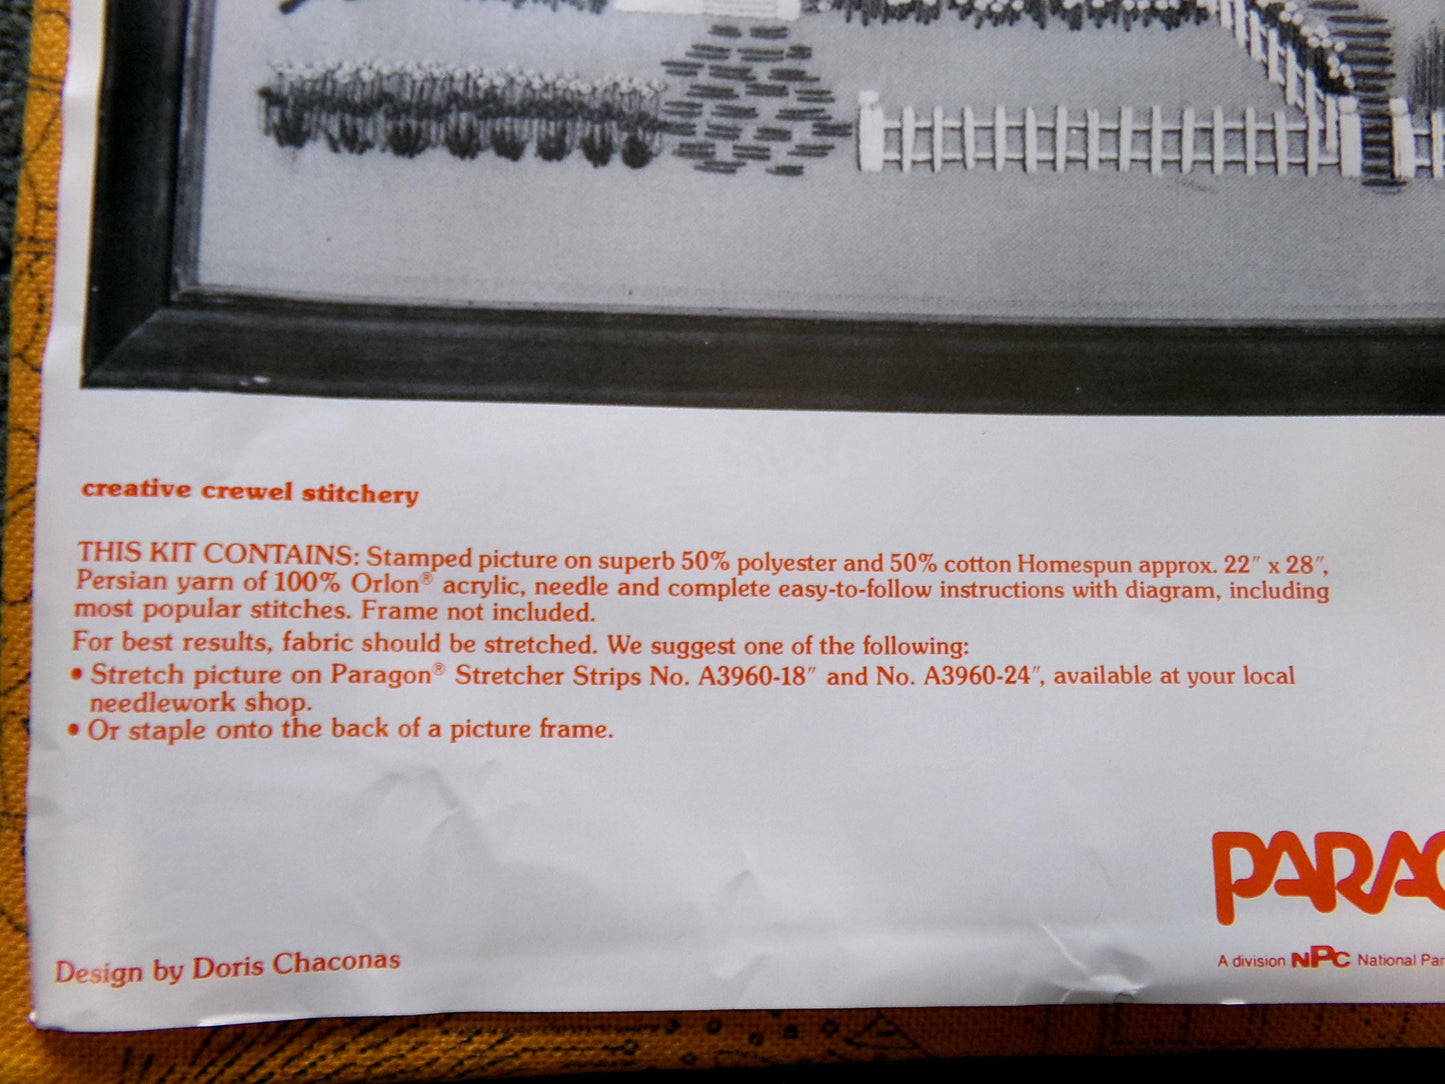 creative crewel stitchery
THIS KIT CONTAINS: Stamped picture on superb 50% polyester and 50% cotton Homespun approx. 22″ x 28″,
Persian yarn of 100% Orlon® acrylic, needle and complete easy-to-follow instructions with diagram, including
most popular stitches. Frame not included.
For best results, fabric should be stretched. We suggest one of the following:
• Stretch picture on Paragon® Stretcher Strips No. A3960-18″ and No. A3960-24″, available at your local
needlework shop.
• Or staple onto the back of a picture frame.
PARAG
A division NPC National Par
Design by Doris Chaconas